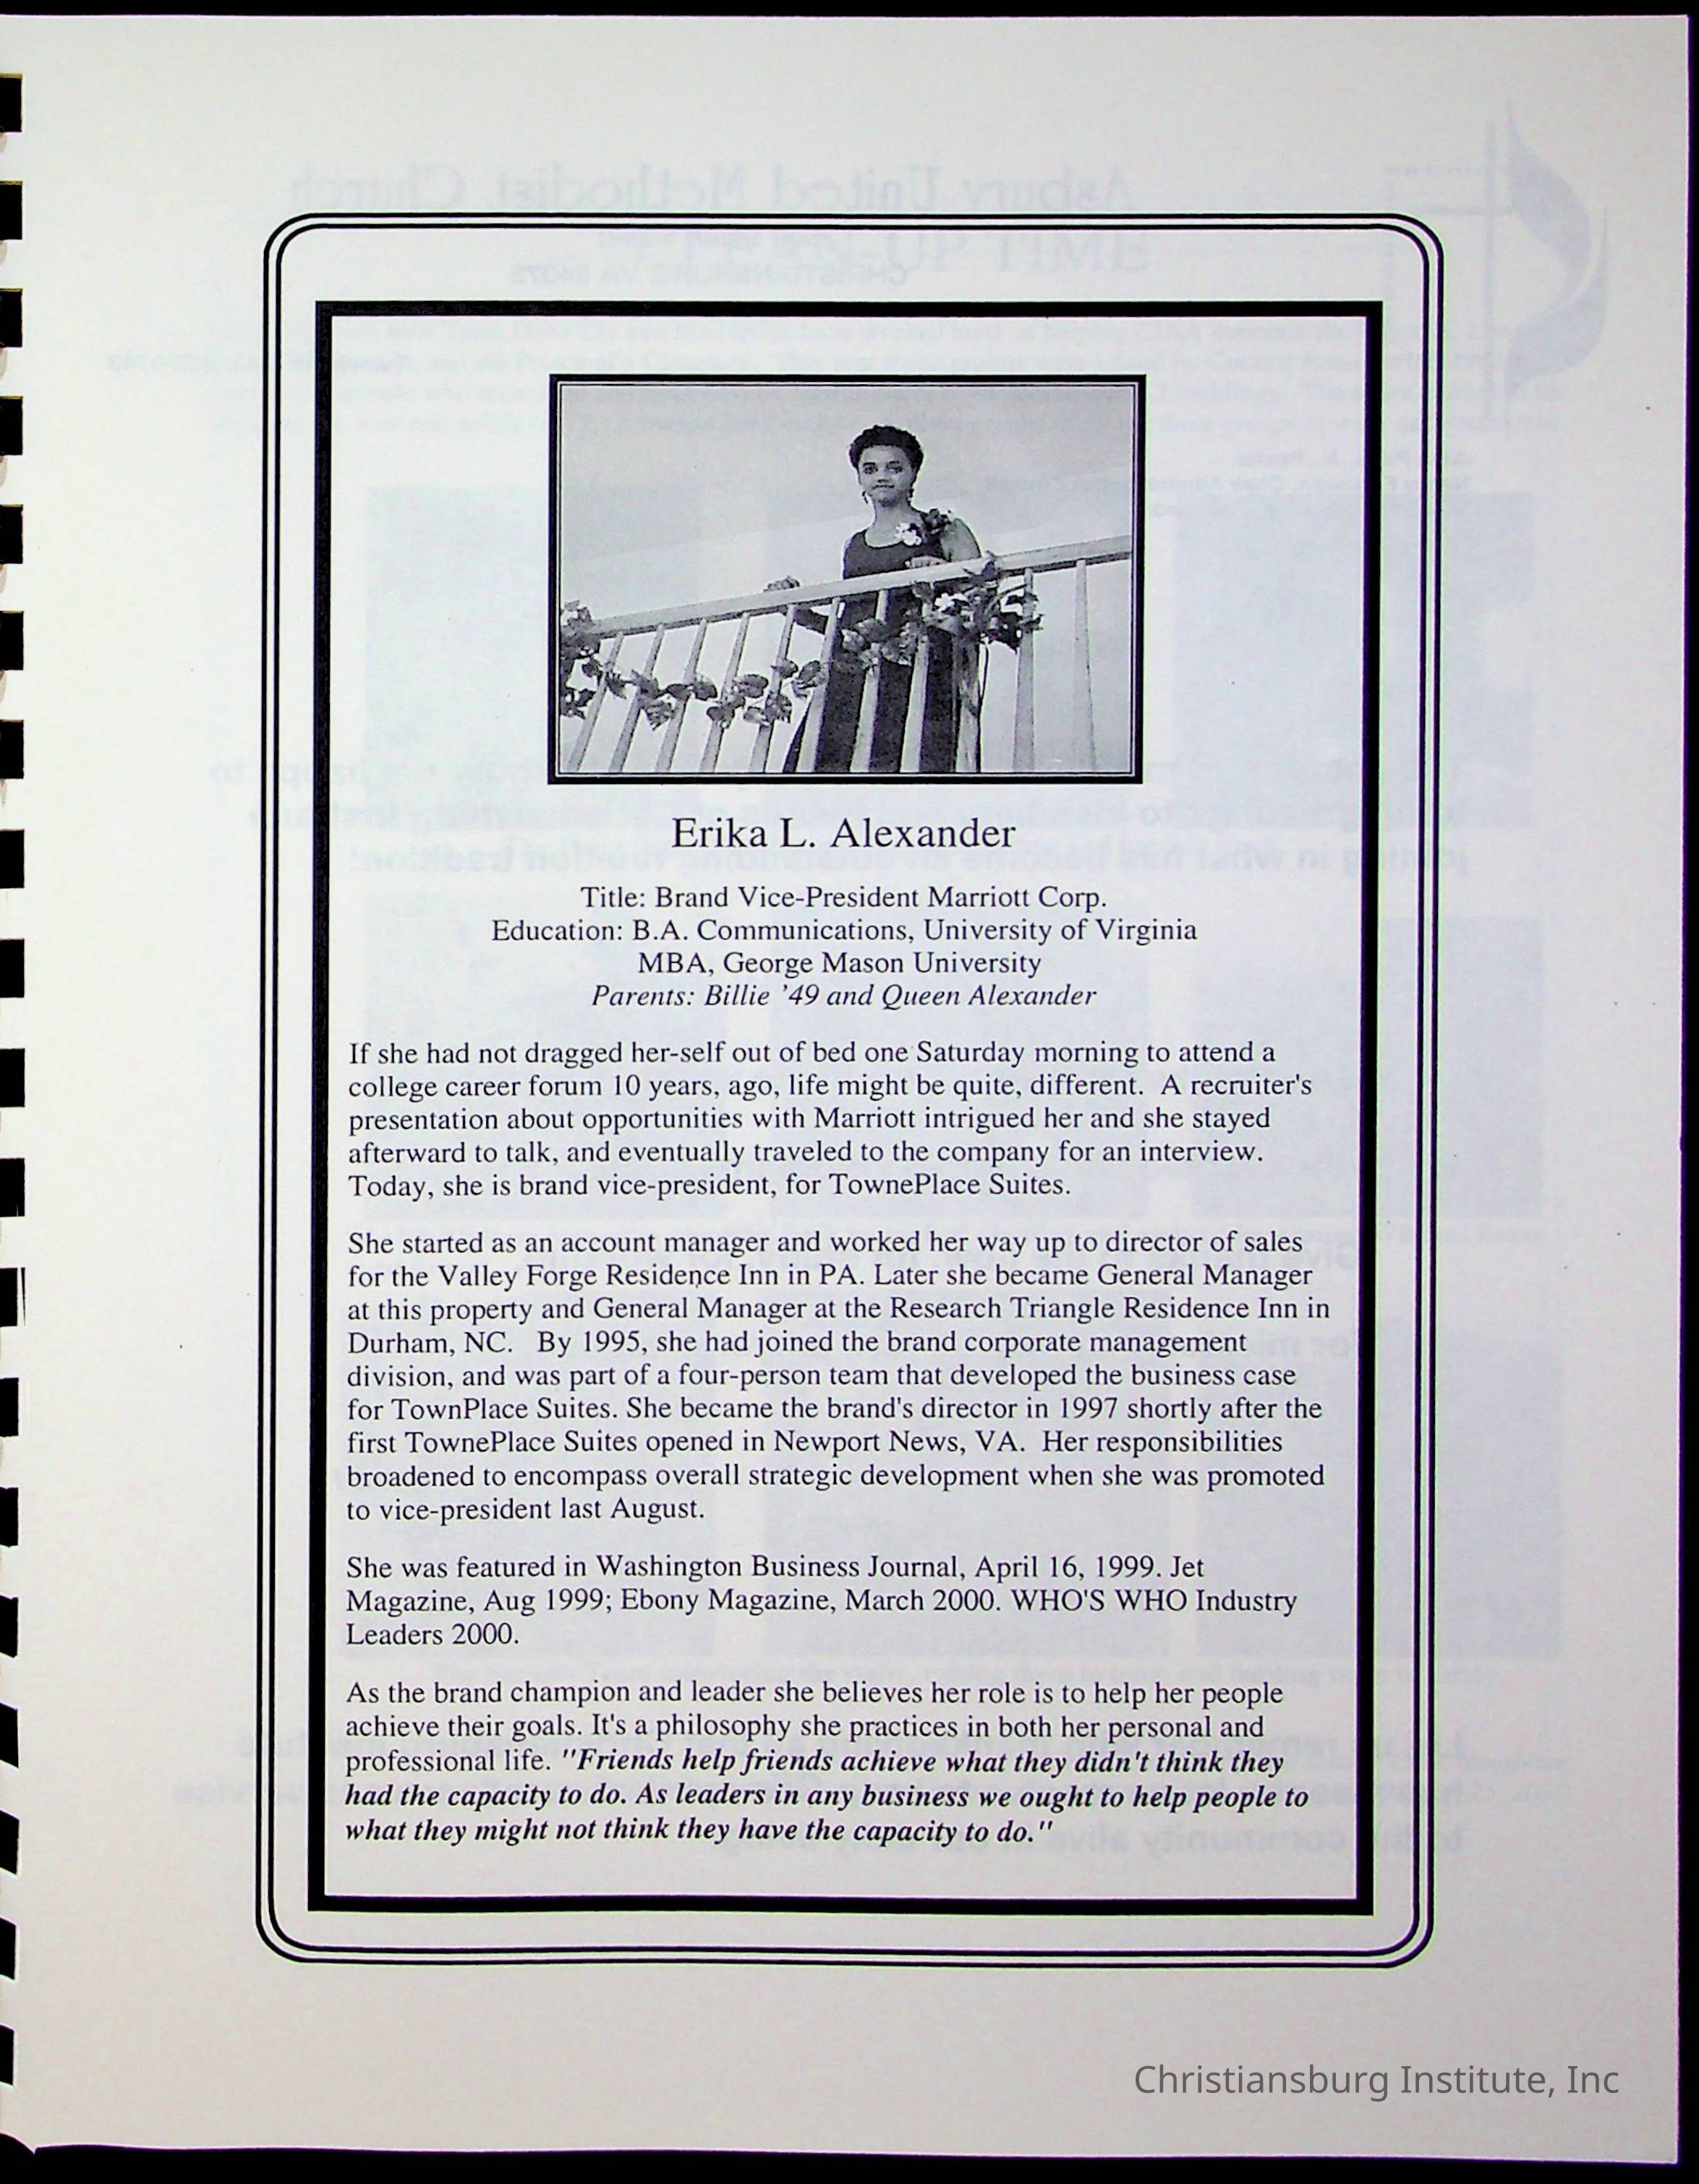 Erika L. Alexander
Title: Brand Vice-President Marriott Corp.
Education: B.A. Communications, University of Virginia
MBA, George Mason University
Parents: Billie '49 and Queen Alexander
If she had not dragged her-self out of bed one Saturday morning to attend a
college career forum 10 years, ago, life might be quite, different. A recruiter's
presentation about opportunities with Marriott intrigued her and she stayed
afterward to talk, and eventually traveled to the company for an interview.
Today, she is brand vice-president, for TownePlace Suites.
She started as an account manager and worked her way up to director of sales
for the Valley Forge Residence Inn in PA. Later she became General Manager
at this property and General Manager at the Research Triangle Residence Inn in
Durham, NC. By 1995, she had joined the brand corporate management
division, and was part of a four-person team that developed the business case
for TownPlace Suites. She became the brand's director in 1997 shortly after the
first TownePlace Suites opened in Newport News, VA. Her responsibilities
broadened to encompass overall strategic development when she was promoted
to vice-president last August.
She was featured in Washington Business Journal, April 16, 1999. Jet
Magazine, Aug 1999; Ebony Magazine, March 2000. WHO'S WHO Industry
Leaders 2000.
As the brand champion and leader she believes her role is to help her people
achieve their goals. It's a philosophy she practices in both her personal and
professional life. "Friends help friends achieve what they didn't think they
had the capacity to do. As leaders in any business we ought to help people to
what they might not think they have the capacity to do."
Christiansburg Institute, Inc